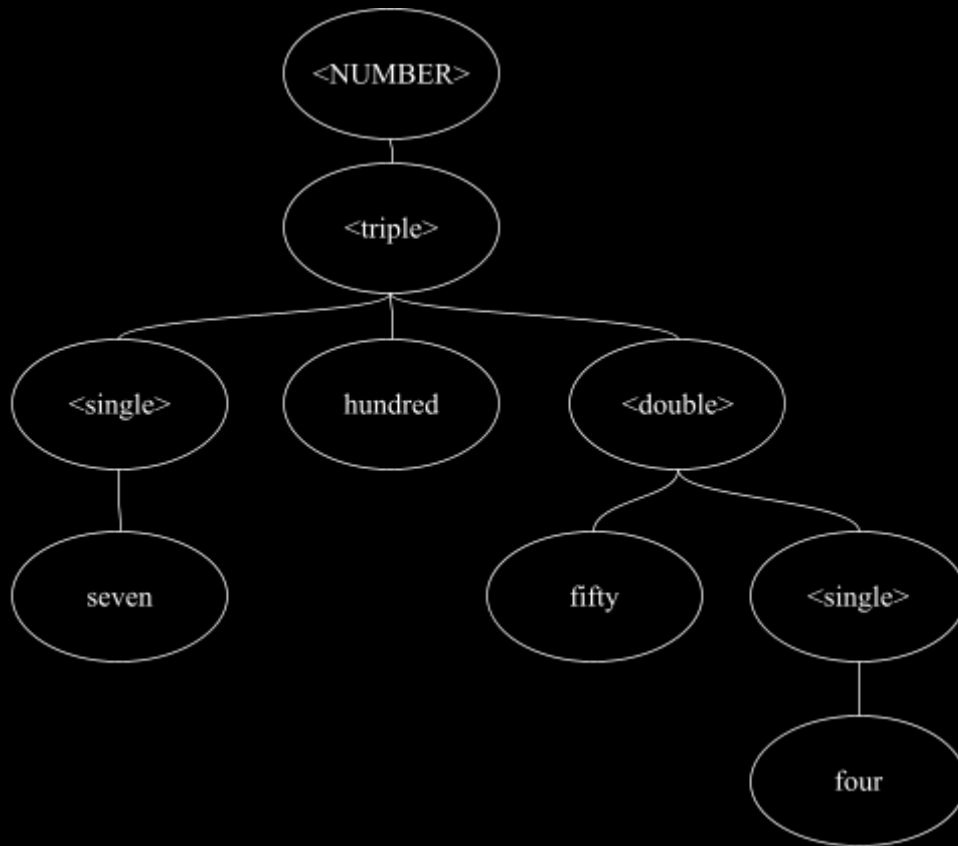 <NUMBER>
<triple>
<single> hundred <double>
seven fifty <single>
four